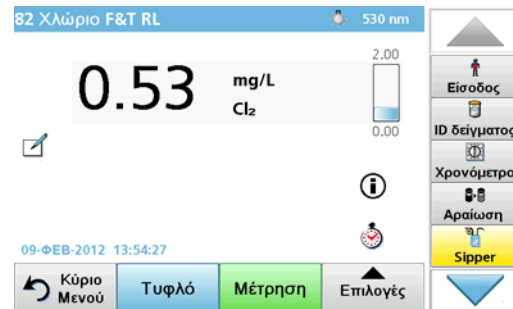 82 Χλώριο F&T RL
530 nm
2.00
0.53
mg/L
Cl₂
0.00
09-ΦΕΒ-2012 13:54:27
Κύριο
Μενού
Τυφλό
Μέτρηση
Επιλογές
Είσοδος
ID δείγματος
Χρονόμετρο
Αραίωση
Sipper